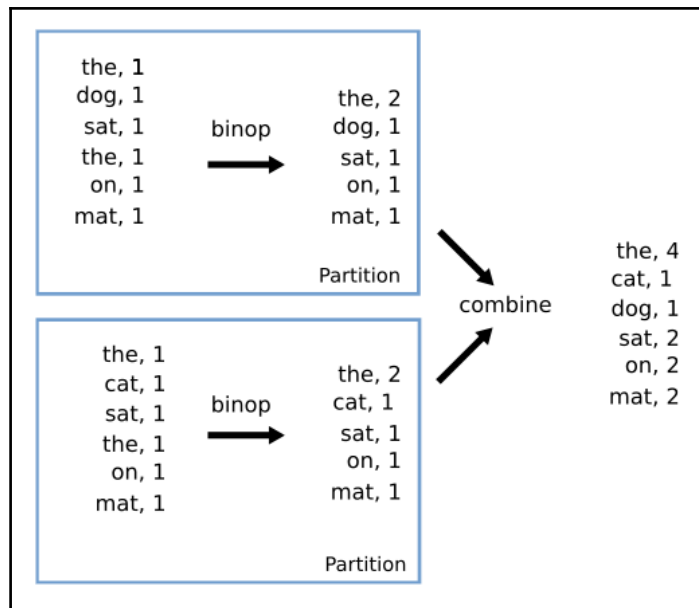 the, 1
dog, 1
sat, 1
the, 1
on, 1
mat, 1
binop
the, 2
dog, 1
sat, 1
on, 1
mat, 1
Partition
the, 1
cat, 1
sat, 1
the, 1
on, 1
mat, 1
binop
the, 2
cat, 1
sat, 1
on, 1
mat, 1
Partition
combine
the, 4
cat, 1
dog, 1
sat, 2
on, 2
mat, 2